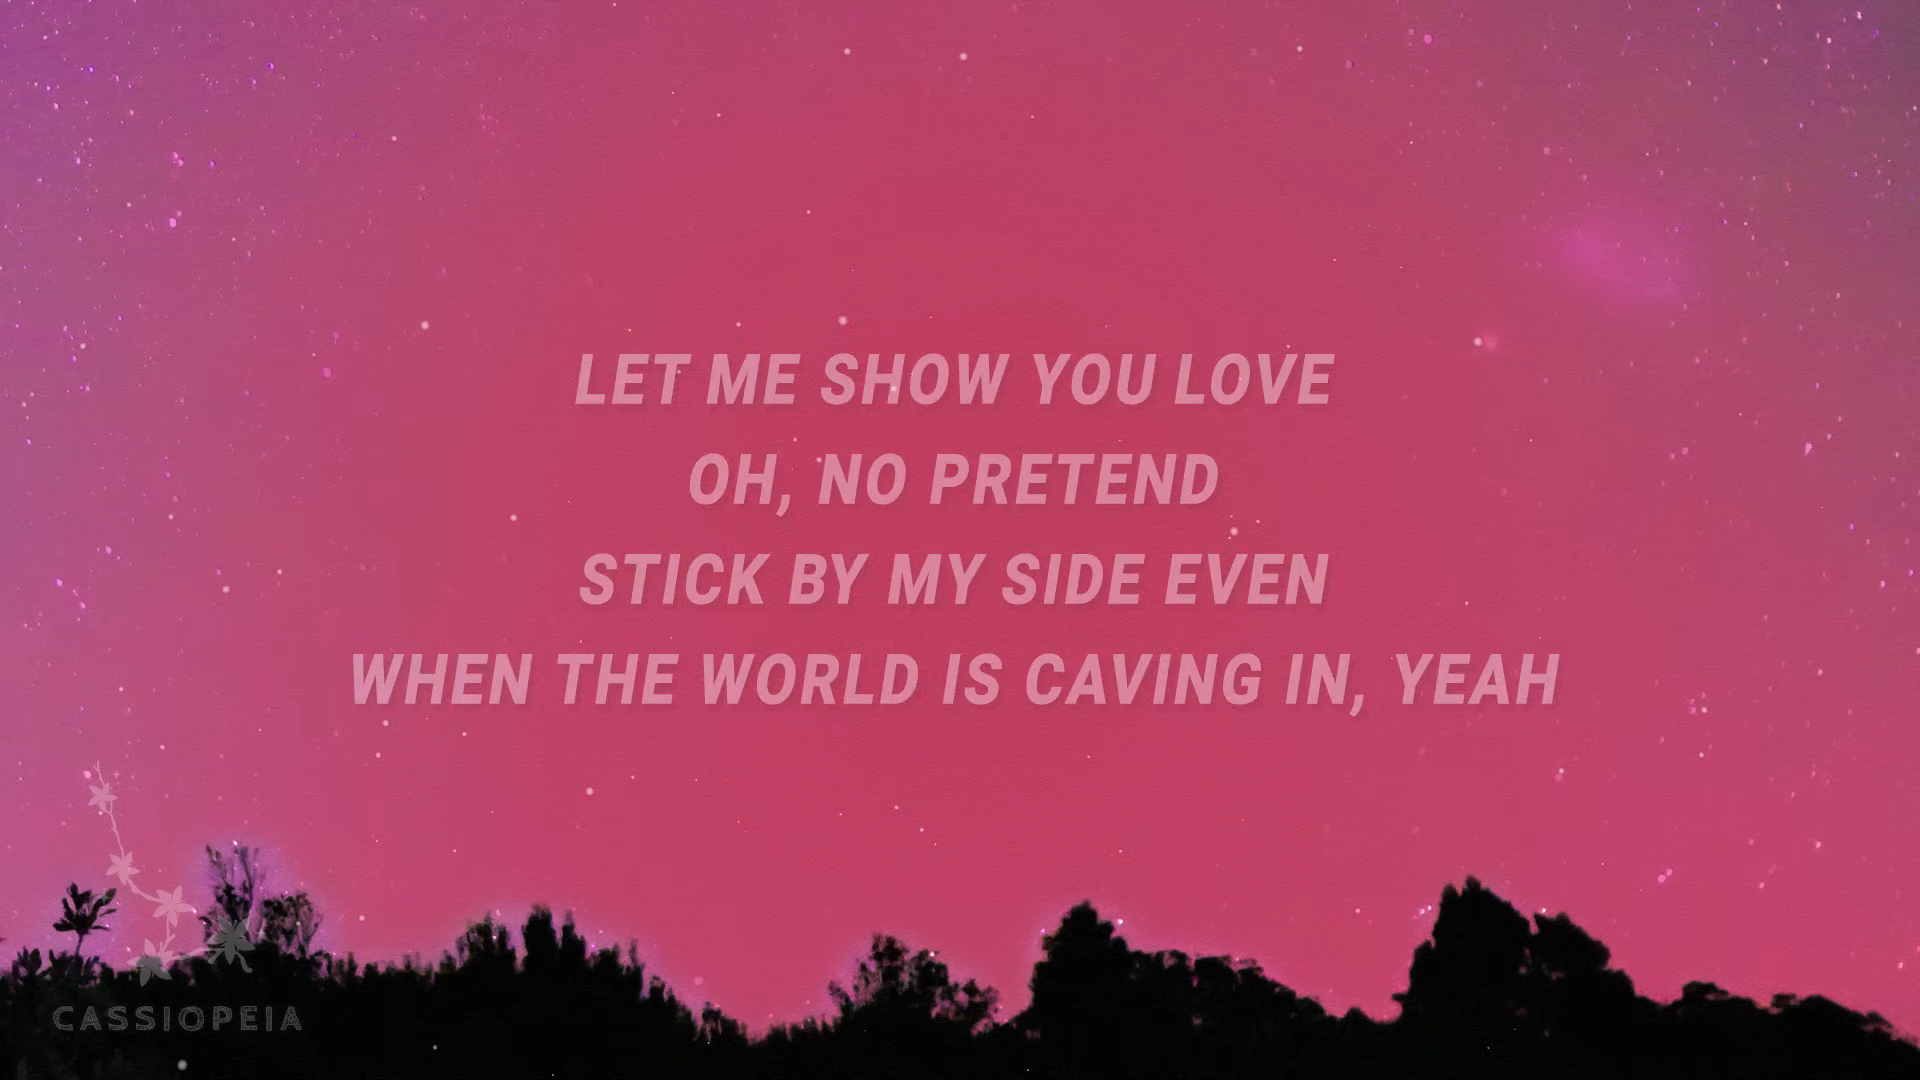 LET ME SHOW YOU LOVE
OH, NO PRETEND
STICK BY MY SIDE EVEN
WHEN THE WORLD IS CAVING IN, YEAH
CASSIOPEIA